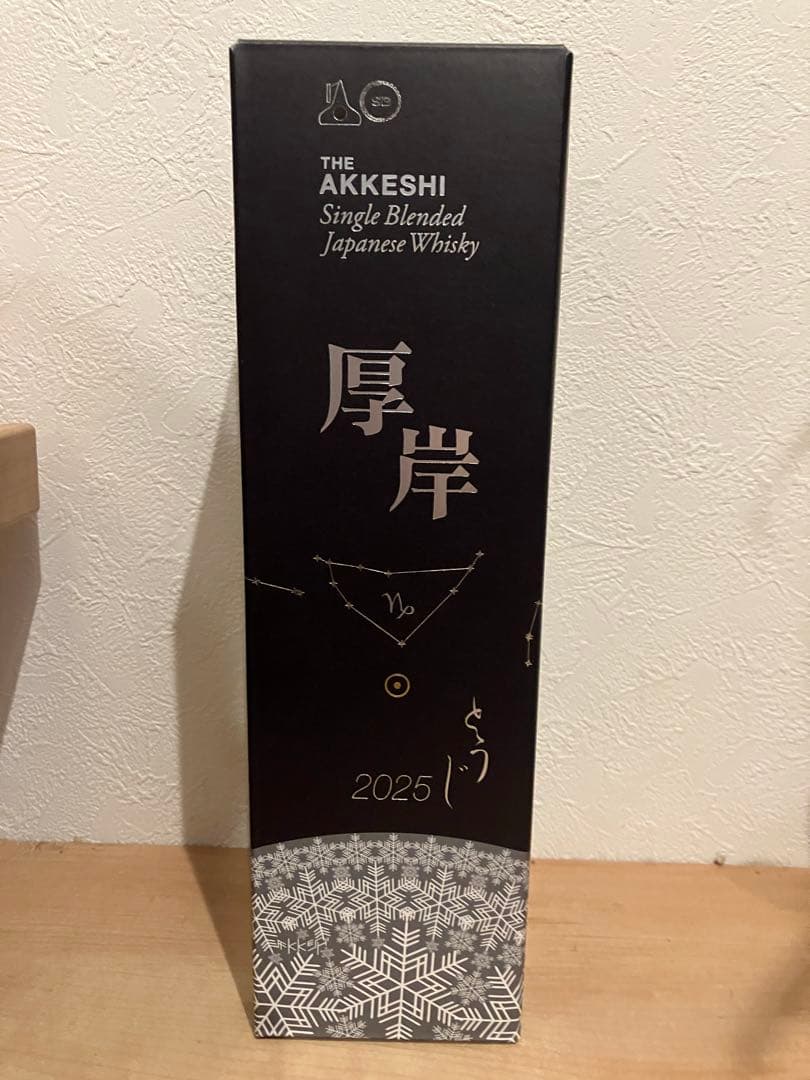 THE
AKKESHI
Single Blended
Japanese Whisky
厚岸
とうじ
2025